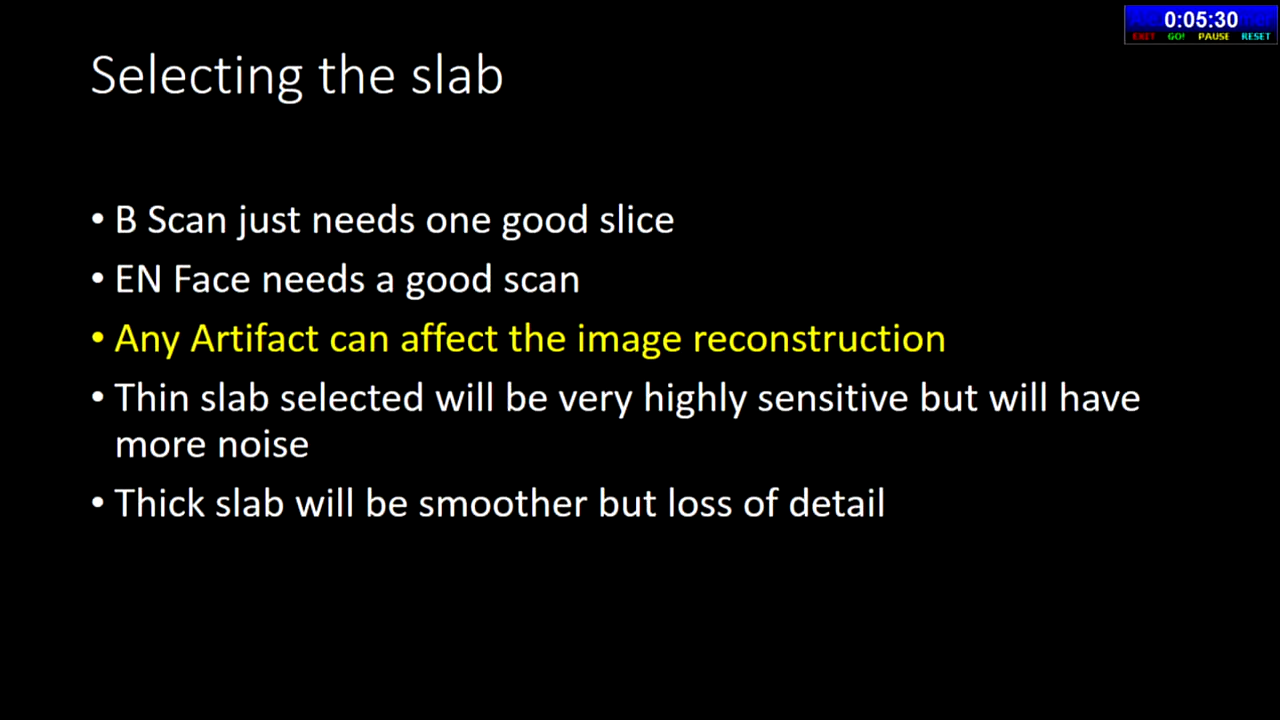 0:05:30
EXIT GO! PAUSE RESET
Selecting the slab
• B Scan just needs one good slice
• EN Face needs a good scan
• Any Artifact can affect the image reconstruction
• Thin slab selected will be very highly sensitive but will have
more noise
• Thick slab will be smoother but loss of detail